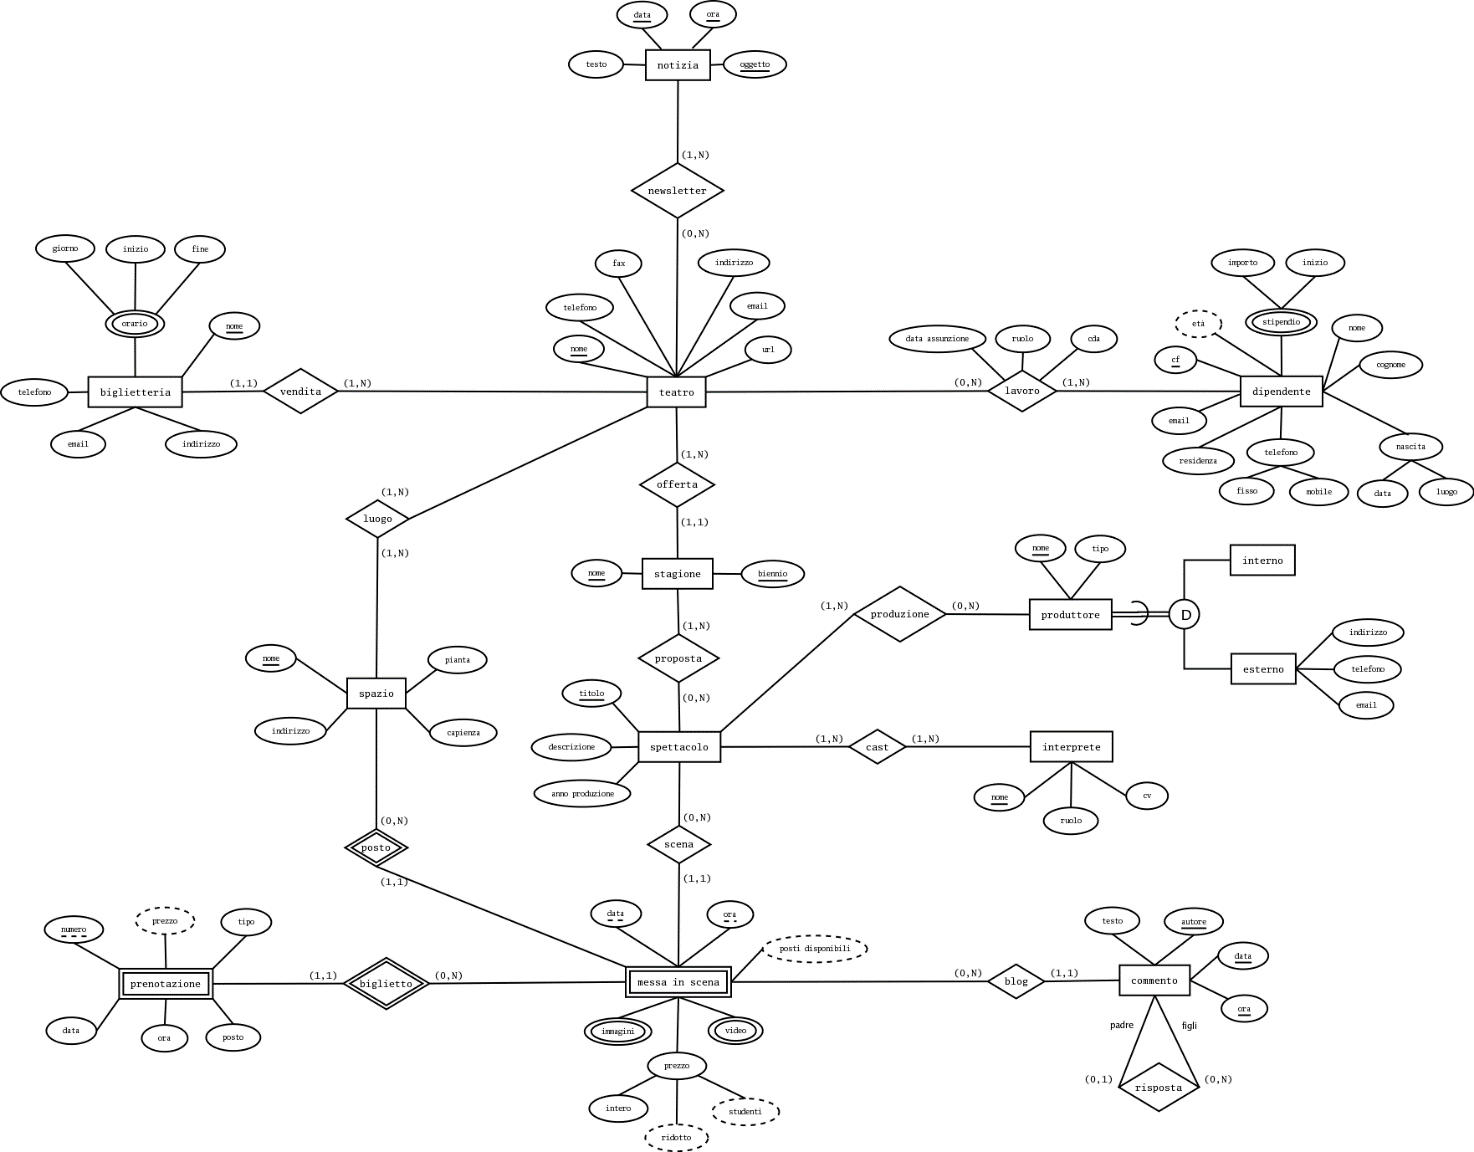 data ora
testo notizia oggetto
(1,N)
newsletter
(0,N)
giorno inizio fine
fax indirizzo
importo inizio
telefono email
orario nome
età stipendio nome
data assunzione ruolo cda
nome url
cf cognome
telefono biglietteria (1,1) vendita (1,N) teatro (0,N) lavoro (1,N) dipendente
email indirizzo
email
residenza telefono nascita
fisso mobile data luogo
(1,N)
offerta
(1,1)
(1,N)
luogo
(1,N)
nome stagione biennio
nome tipo interno
(1,N) produzione (0,N) produttore D
(1,N)
proposta
(0,N)
indirizzo
esterno telefono
email
nome pianta
spazio
indirizzo capienza
titolo
descrizione spettacolo (1,N) cast (1,N) interprete
anno produzione
nome cv
ruolo
(0,N)
posto
(1,1)
(0,N)
scena
(1,1)
numero prezzo tipo
data ora
posti disponibili
testo autore
data
prenotazione (1,1) biglietto (0,N) messa in scena (0,N) blog (1,1) commento
ora
data ora posto
immagini video
padre figli
prezzo
(0,1) risposta (0,N)
intero studenti
ridotto